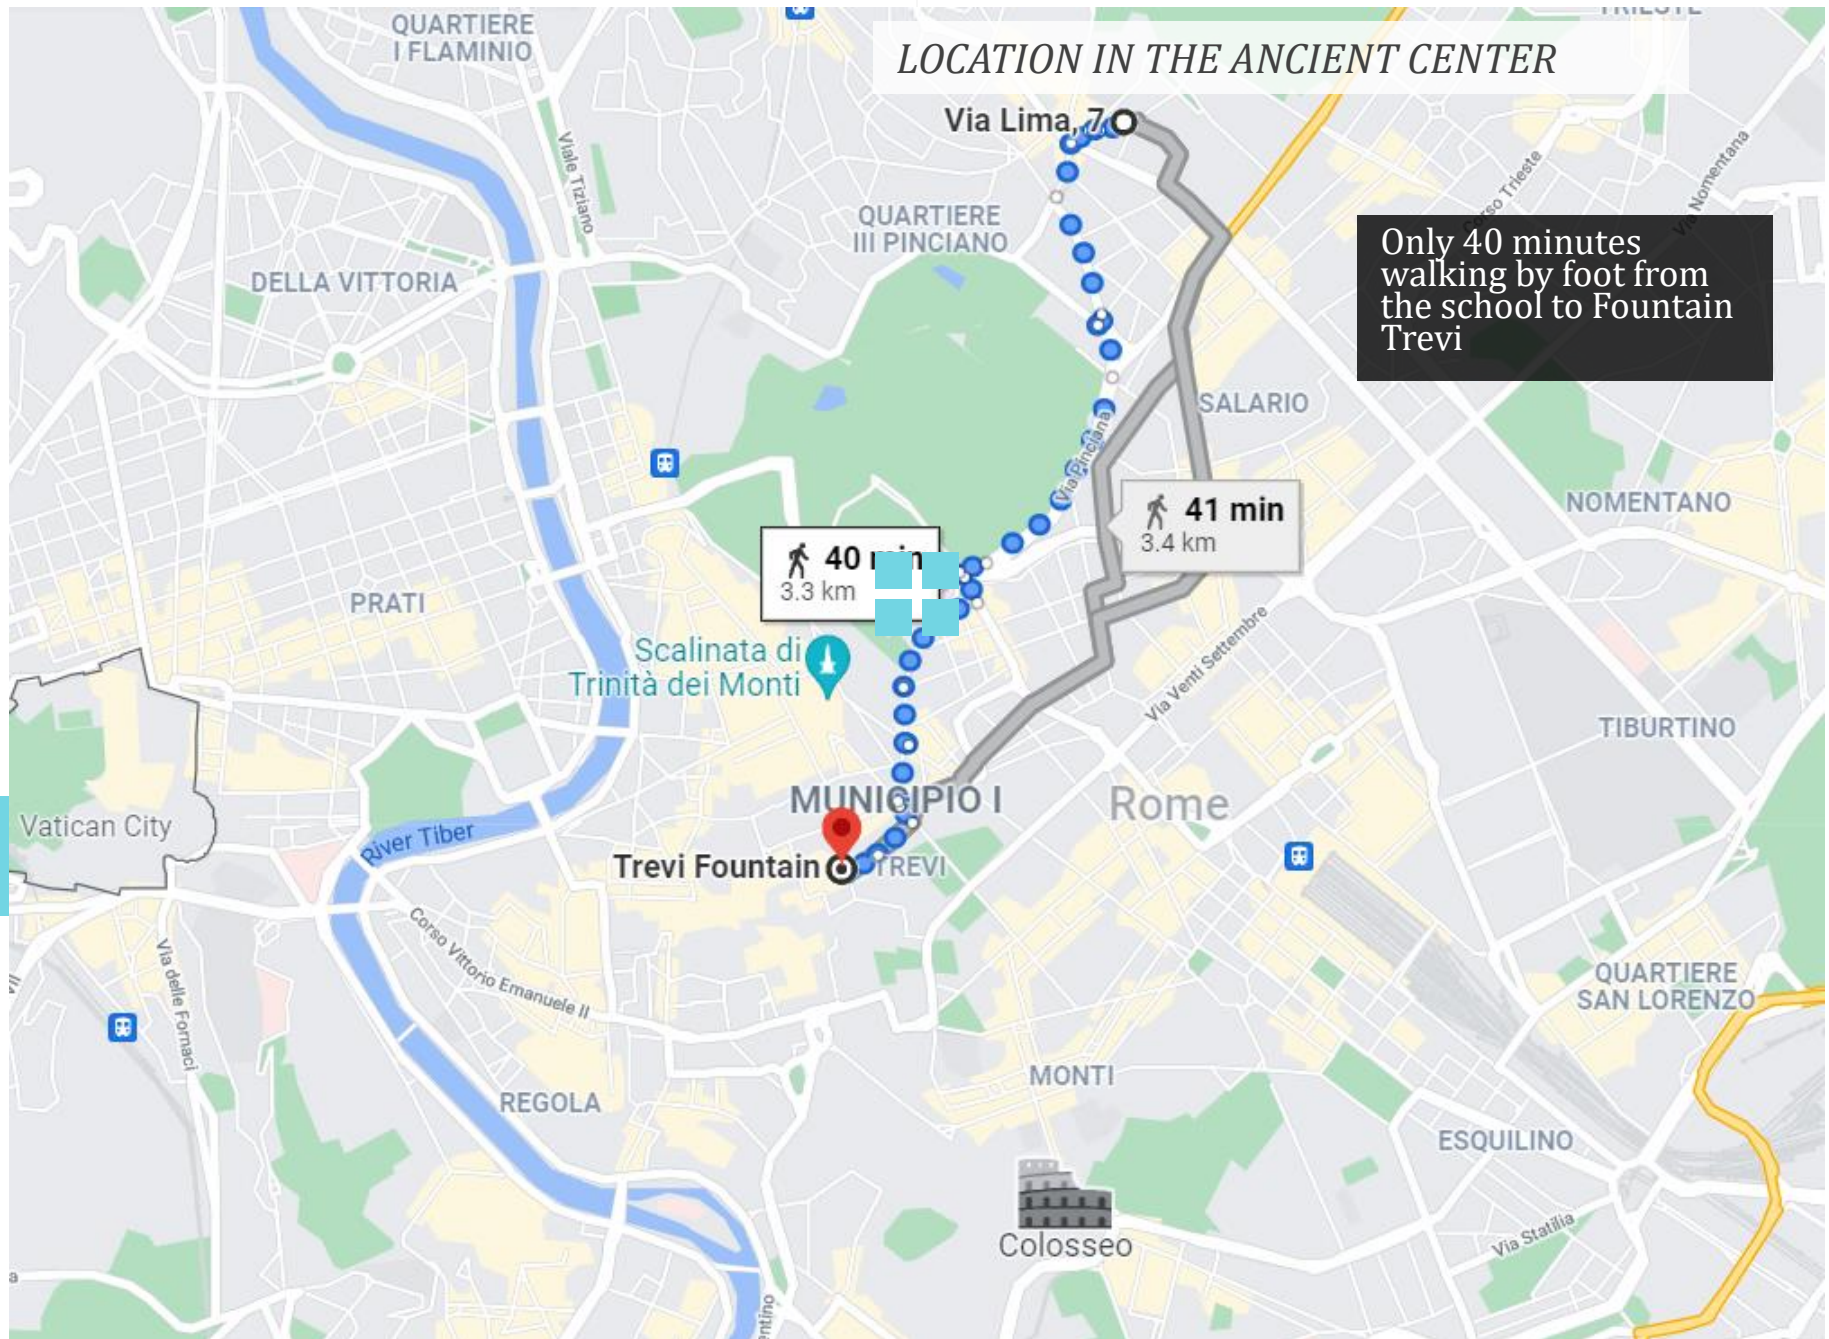 QUARTIERE
I FLAMINIO
TRIESTE
LOCATION IN THE ANCIENT CENTER
Via Lima, 7
Viale Tiziano
Corso Trieste
Via Nomentana
QUARTIERE
III PINCIANO
Only 40 minutes
walking by foot from
the school to Fountain
Trevi
DELLA VITTORIA
SALARIO
Via Pinciana
NOMENTANO
41 min
3.4 km
40 min
3.3 km
PRATI
Scalinata di
Trinità dei Monti
Via Venti Settembre
TIBURTINO
MUNICIPIO I
Rome
Vatican City
River Tiber
Trevi Fountain
TREVI
Corso Vittorio Emanuele II
Via delle Fornaci
QUARTIERE
SAN LORENZO
MONTI
REGOLA
ESQUILINO
Colosseo
Via Statilia